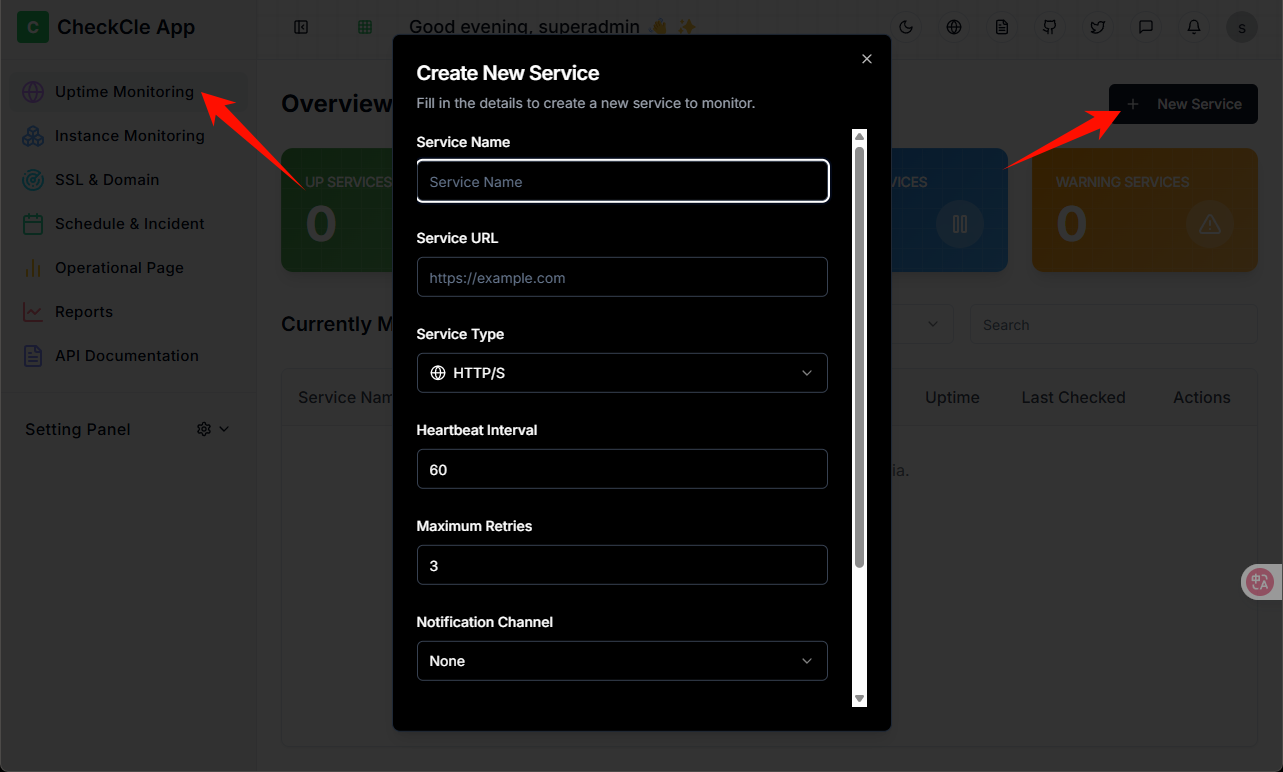 C CheckCle App
Good evening, superadmin
S
Uptime Monitoring
Instance Monitoring
SSL & Domain
Schedule & Incident
Operational Page
Reports
API Documentation
Setting Panel
Overview
New Service
UP SERVICES
0
WARNING SERVICES
0
Currently M
Search
Service Nam
Uptime
Last Checked
Actions
Create New Service
Fill in the details to create a new service to monitor.
Service Name
Service Name
Service URL
https://example.com
Service Type
HTTP/S
Heartbeat Interval
60
Maximum Retries
3
Notification Channel
None